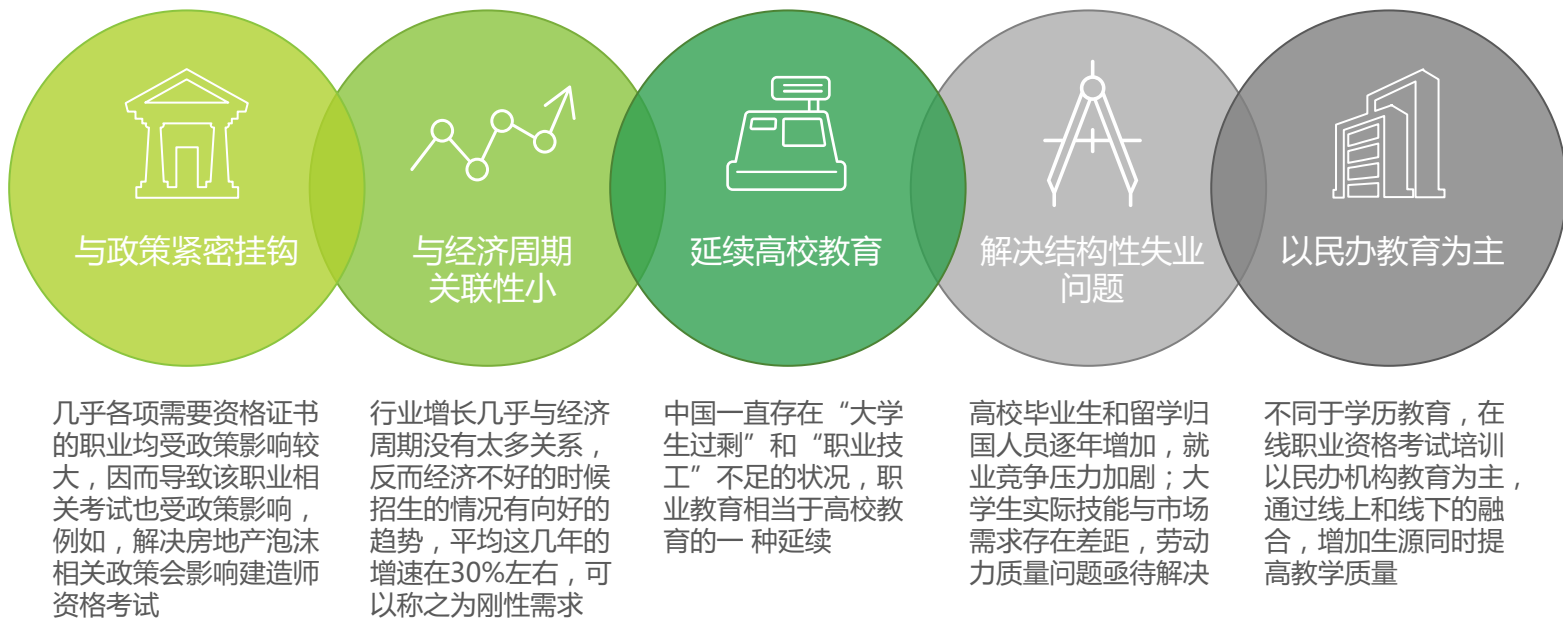 与政策紧密挂钩
与经济周期
关联性小
延续高校教育
解决结构性失业
问题
以民办教育为主
几乎各项需要资格证书
的职业均受政策影响较
大，因而导致该职业相
关考试也受政策影响，
例如，解决房地产泡沫
相关政策会影响建造师
资格考试
行业增长几乎与经济
周期没有太多关系，
反而经济不好的时候
招生的情况有向好的
趋势，平均这几年的
增速在30%左右，可
以称之为刚性需求
中国一直存在“大学
生过剩”和“职业技
工”不足的状况，职
业教育相当于高校教
育的一 种延续
高校毕业生和留学归
国人员逐年增加，就
业竞争压力加剧；大
学生实际技能与市场
需求存在差距，劳动
力质量问题亟待解决
不同于学历教育，在
线职业资格考试培训
以民办机构教育为主，
通过线上和线下的融
合，增加生源同时提
高教学质量